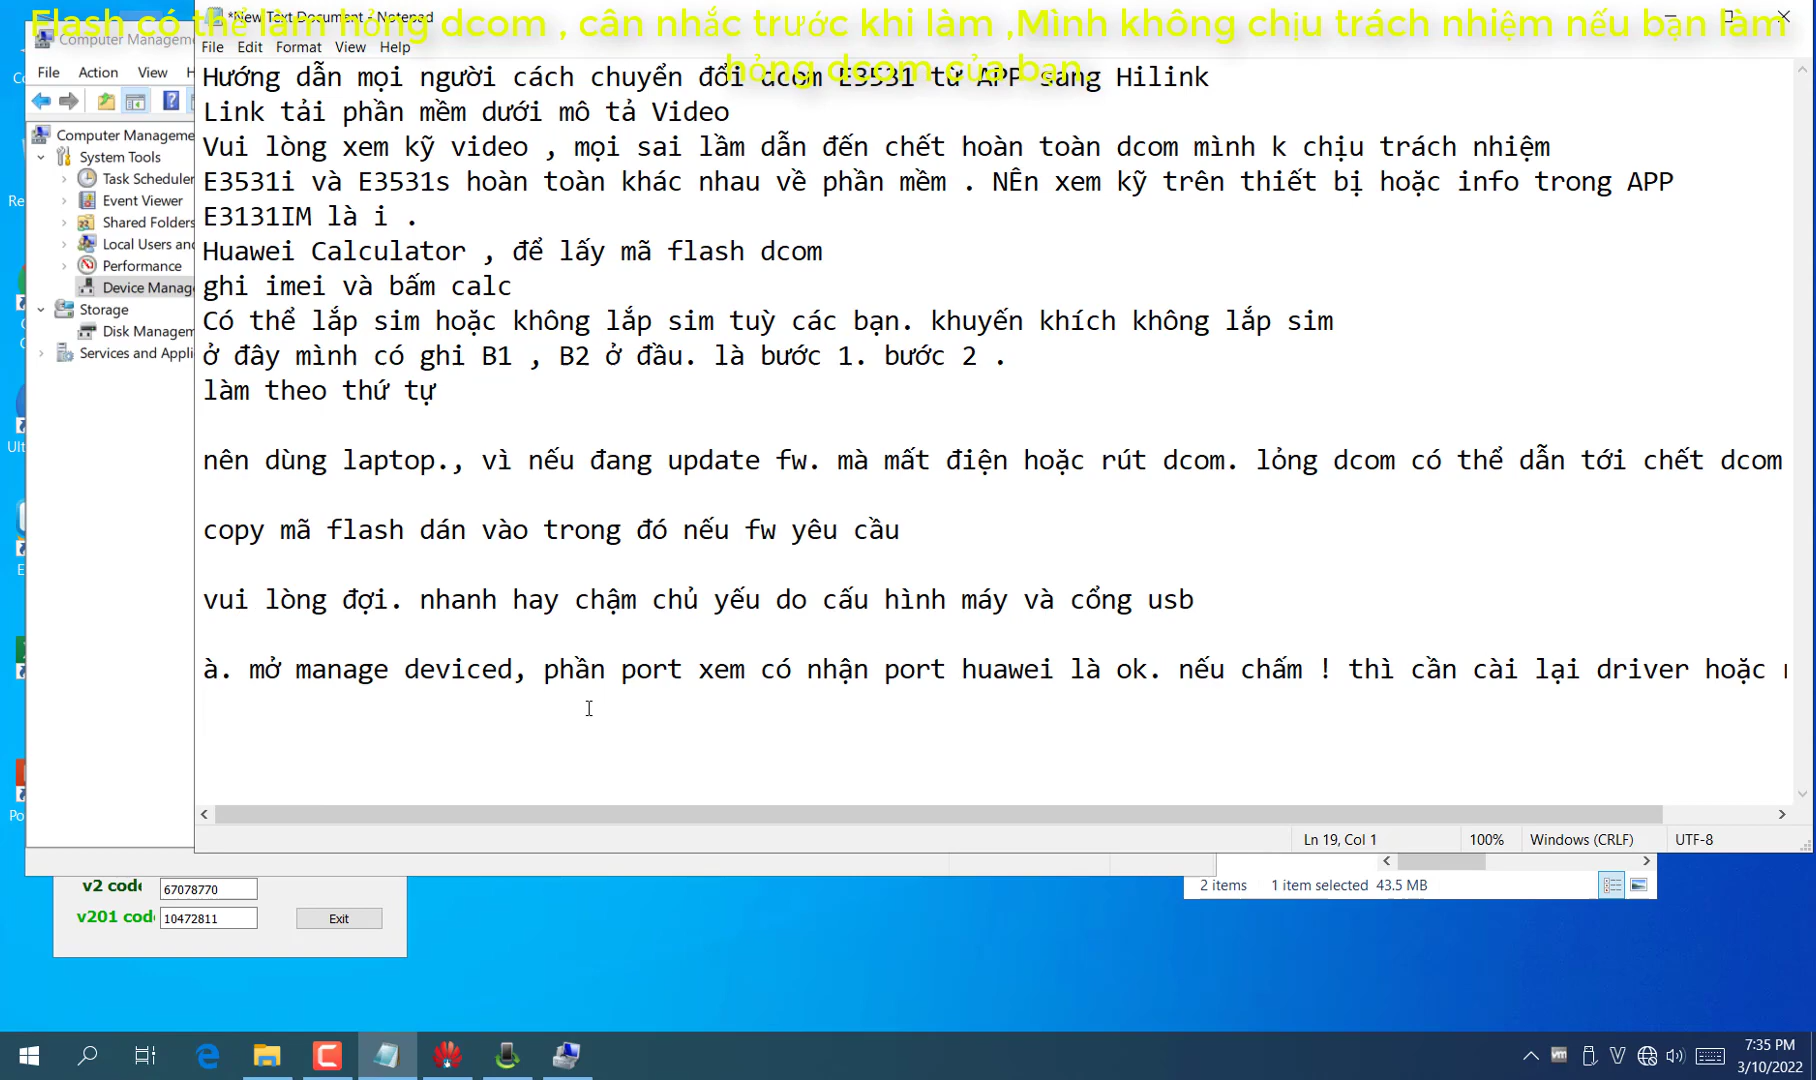 Flash có thể làm hỏng dcom , cân nhắc trước khi làm ,Mình không chịu trách nhiệm nếu bạn làm
hỏng dcom của bạn.
*New Text Document - Notepad
File Edit Format View Help
Hướng dẫn mọi người cách chuyển đổi dcom E3531 từ APP sang Hilink
Link tải phần mềm dưới mô tả Video
Vui lòng xem kỹ video , mọi sai lầm dẫn đến chết hoàn toàn dcom mình k chịu trách nhiệm
E3531i và E3531s hoàn toàn khác nhau về phần mềm . NÊn xem kỹ trên thiết bị hoặc info trong APP
E3131IM là i .
Huawei Calculator , để lấy mã flash dcom
ghi imei và bấm calc
Có thể lắp sim hoặc không lắp sim tuỳ các bạn. khuyến khích không lắp sim
ở đây mình có ghi B1 , B2 ở đầu. là bước 1. bước 2 .
làm theo thứ tự
nên dùng laptop., vì nếu đang update fw. mà mất điện hoặc rút dcom. lỏng dcom có thể dẫn tới chết dcom
copy mã flash dán vào trong đó nếu fw yêu cầu
vui lòng đợi. nhanh hay chậm chủ yếu do cấu hình máy và cổng usb
à. mở manage deviced, phần port xem có nhận port huawei là ok. nếu chấm ! thì cần cài lại driver hoặc
Ln 19, Col 1 100% Windows (CRLF) UTF-8
Computer Manageme
File Action View H
Computer Manageme
System Tools
Task Scheduler
Event Viewer
Shared Folders
Local Users and
Performance
Device Manag
Storage
Disk Managem
Services and Appli
v2 code 67078770
v201 cod 10472811 Exit
2 items 1 item selected 43.5 MB
7:35 PM
3/10/2022